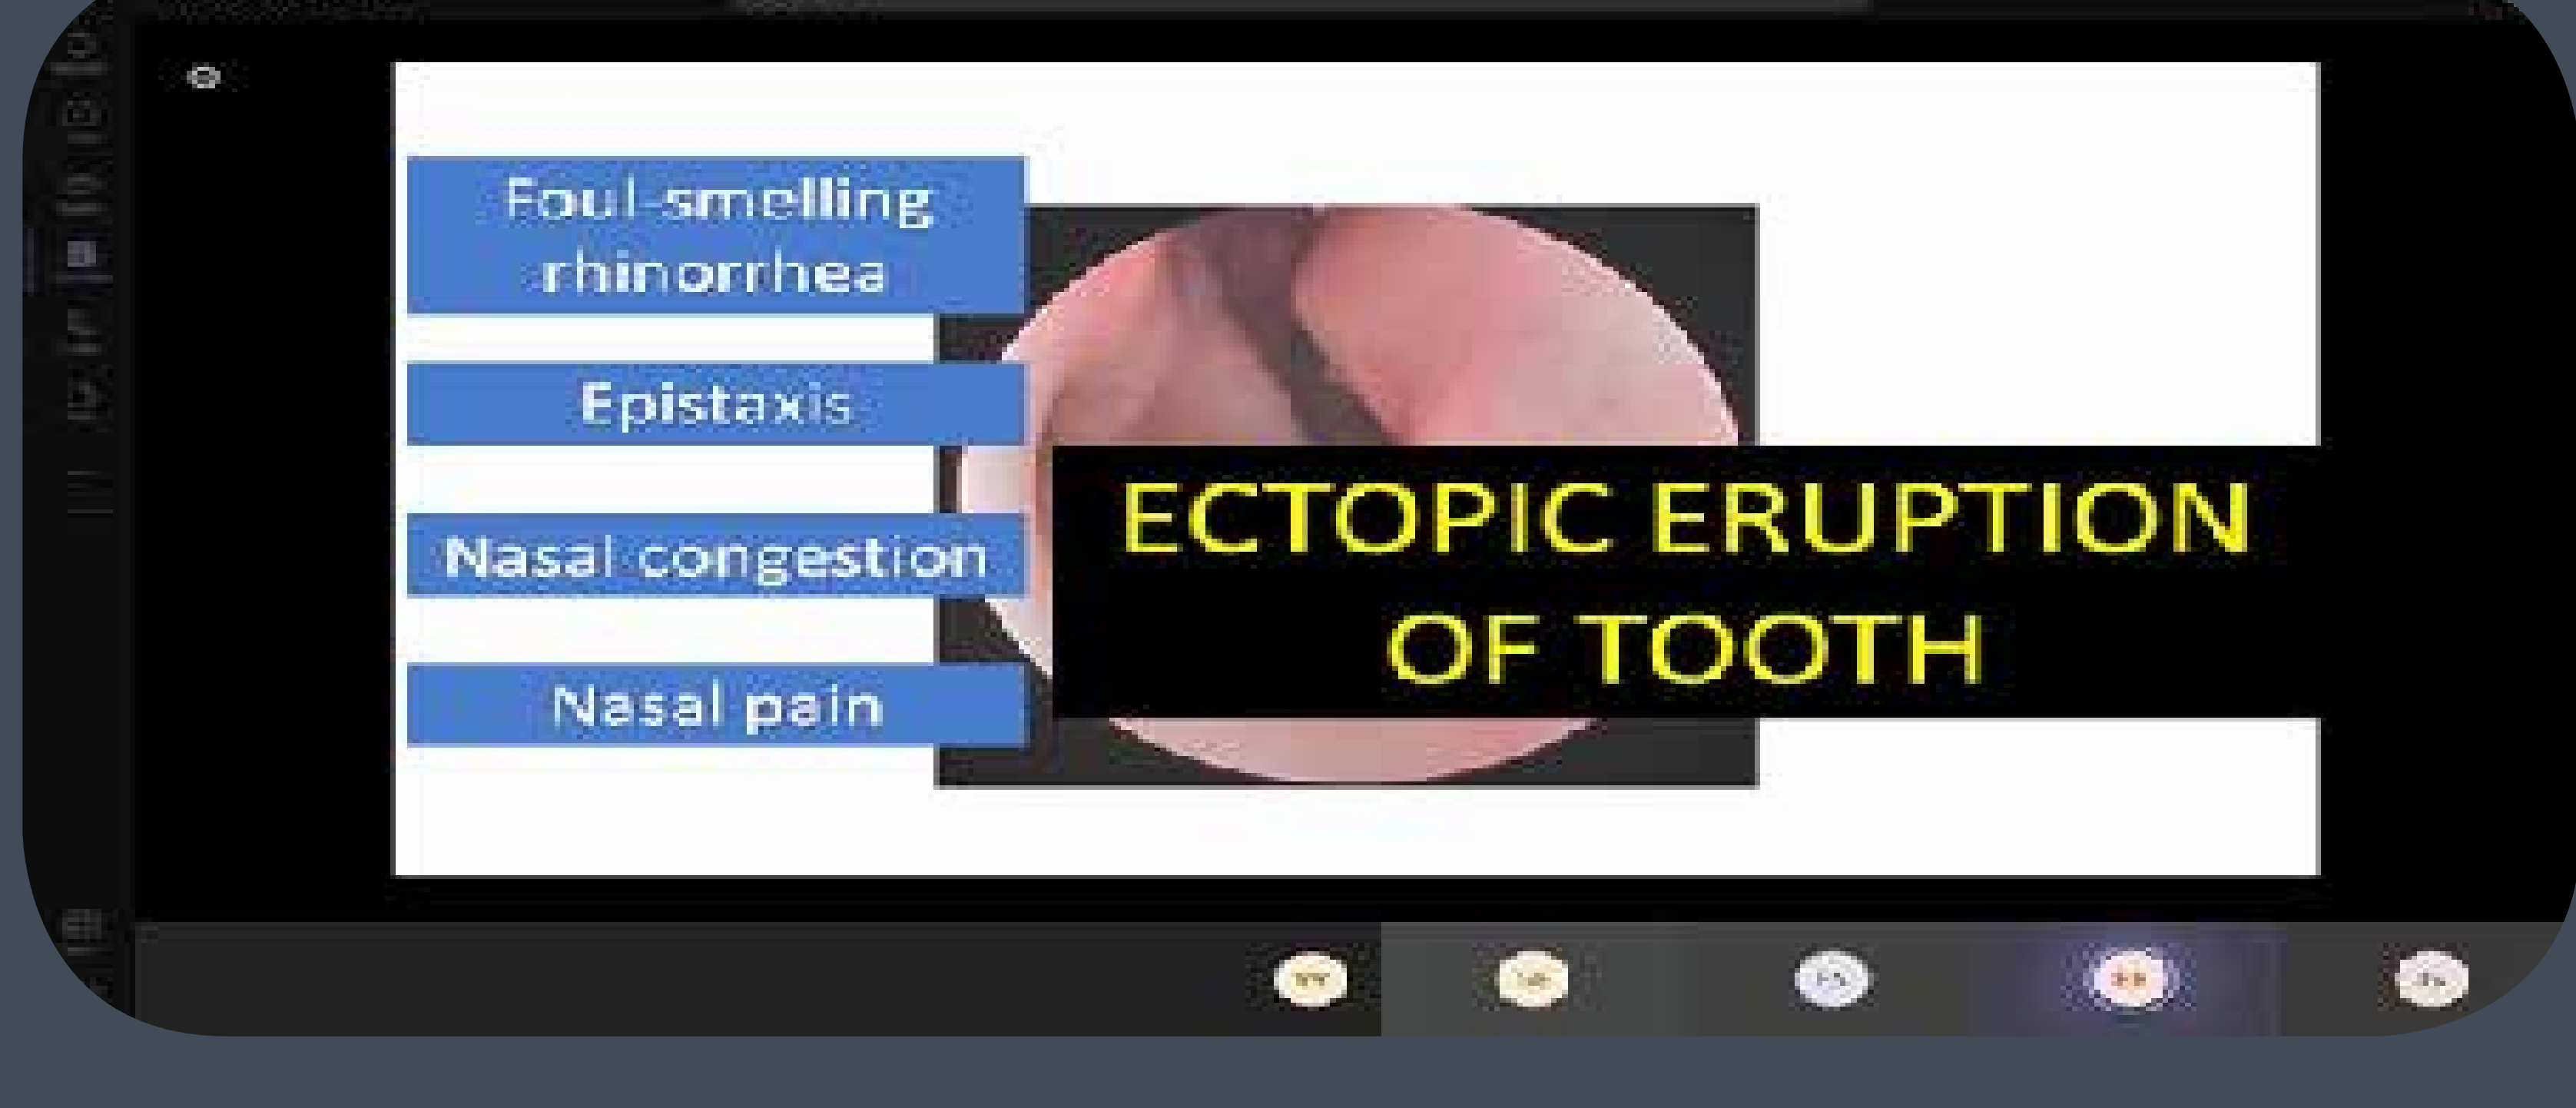 Foul-smelling
rhinorrhea
Epistaxis
Nasal congestion
Nasal pain
ECTOPIC ERUPTION
OF TOOTH